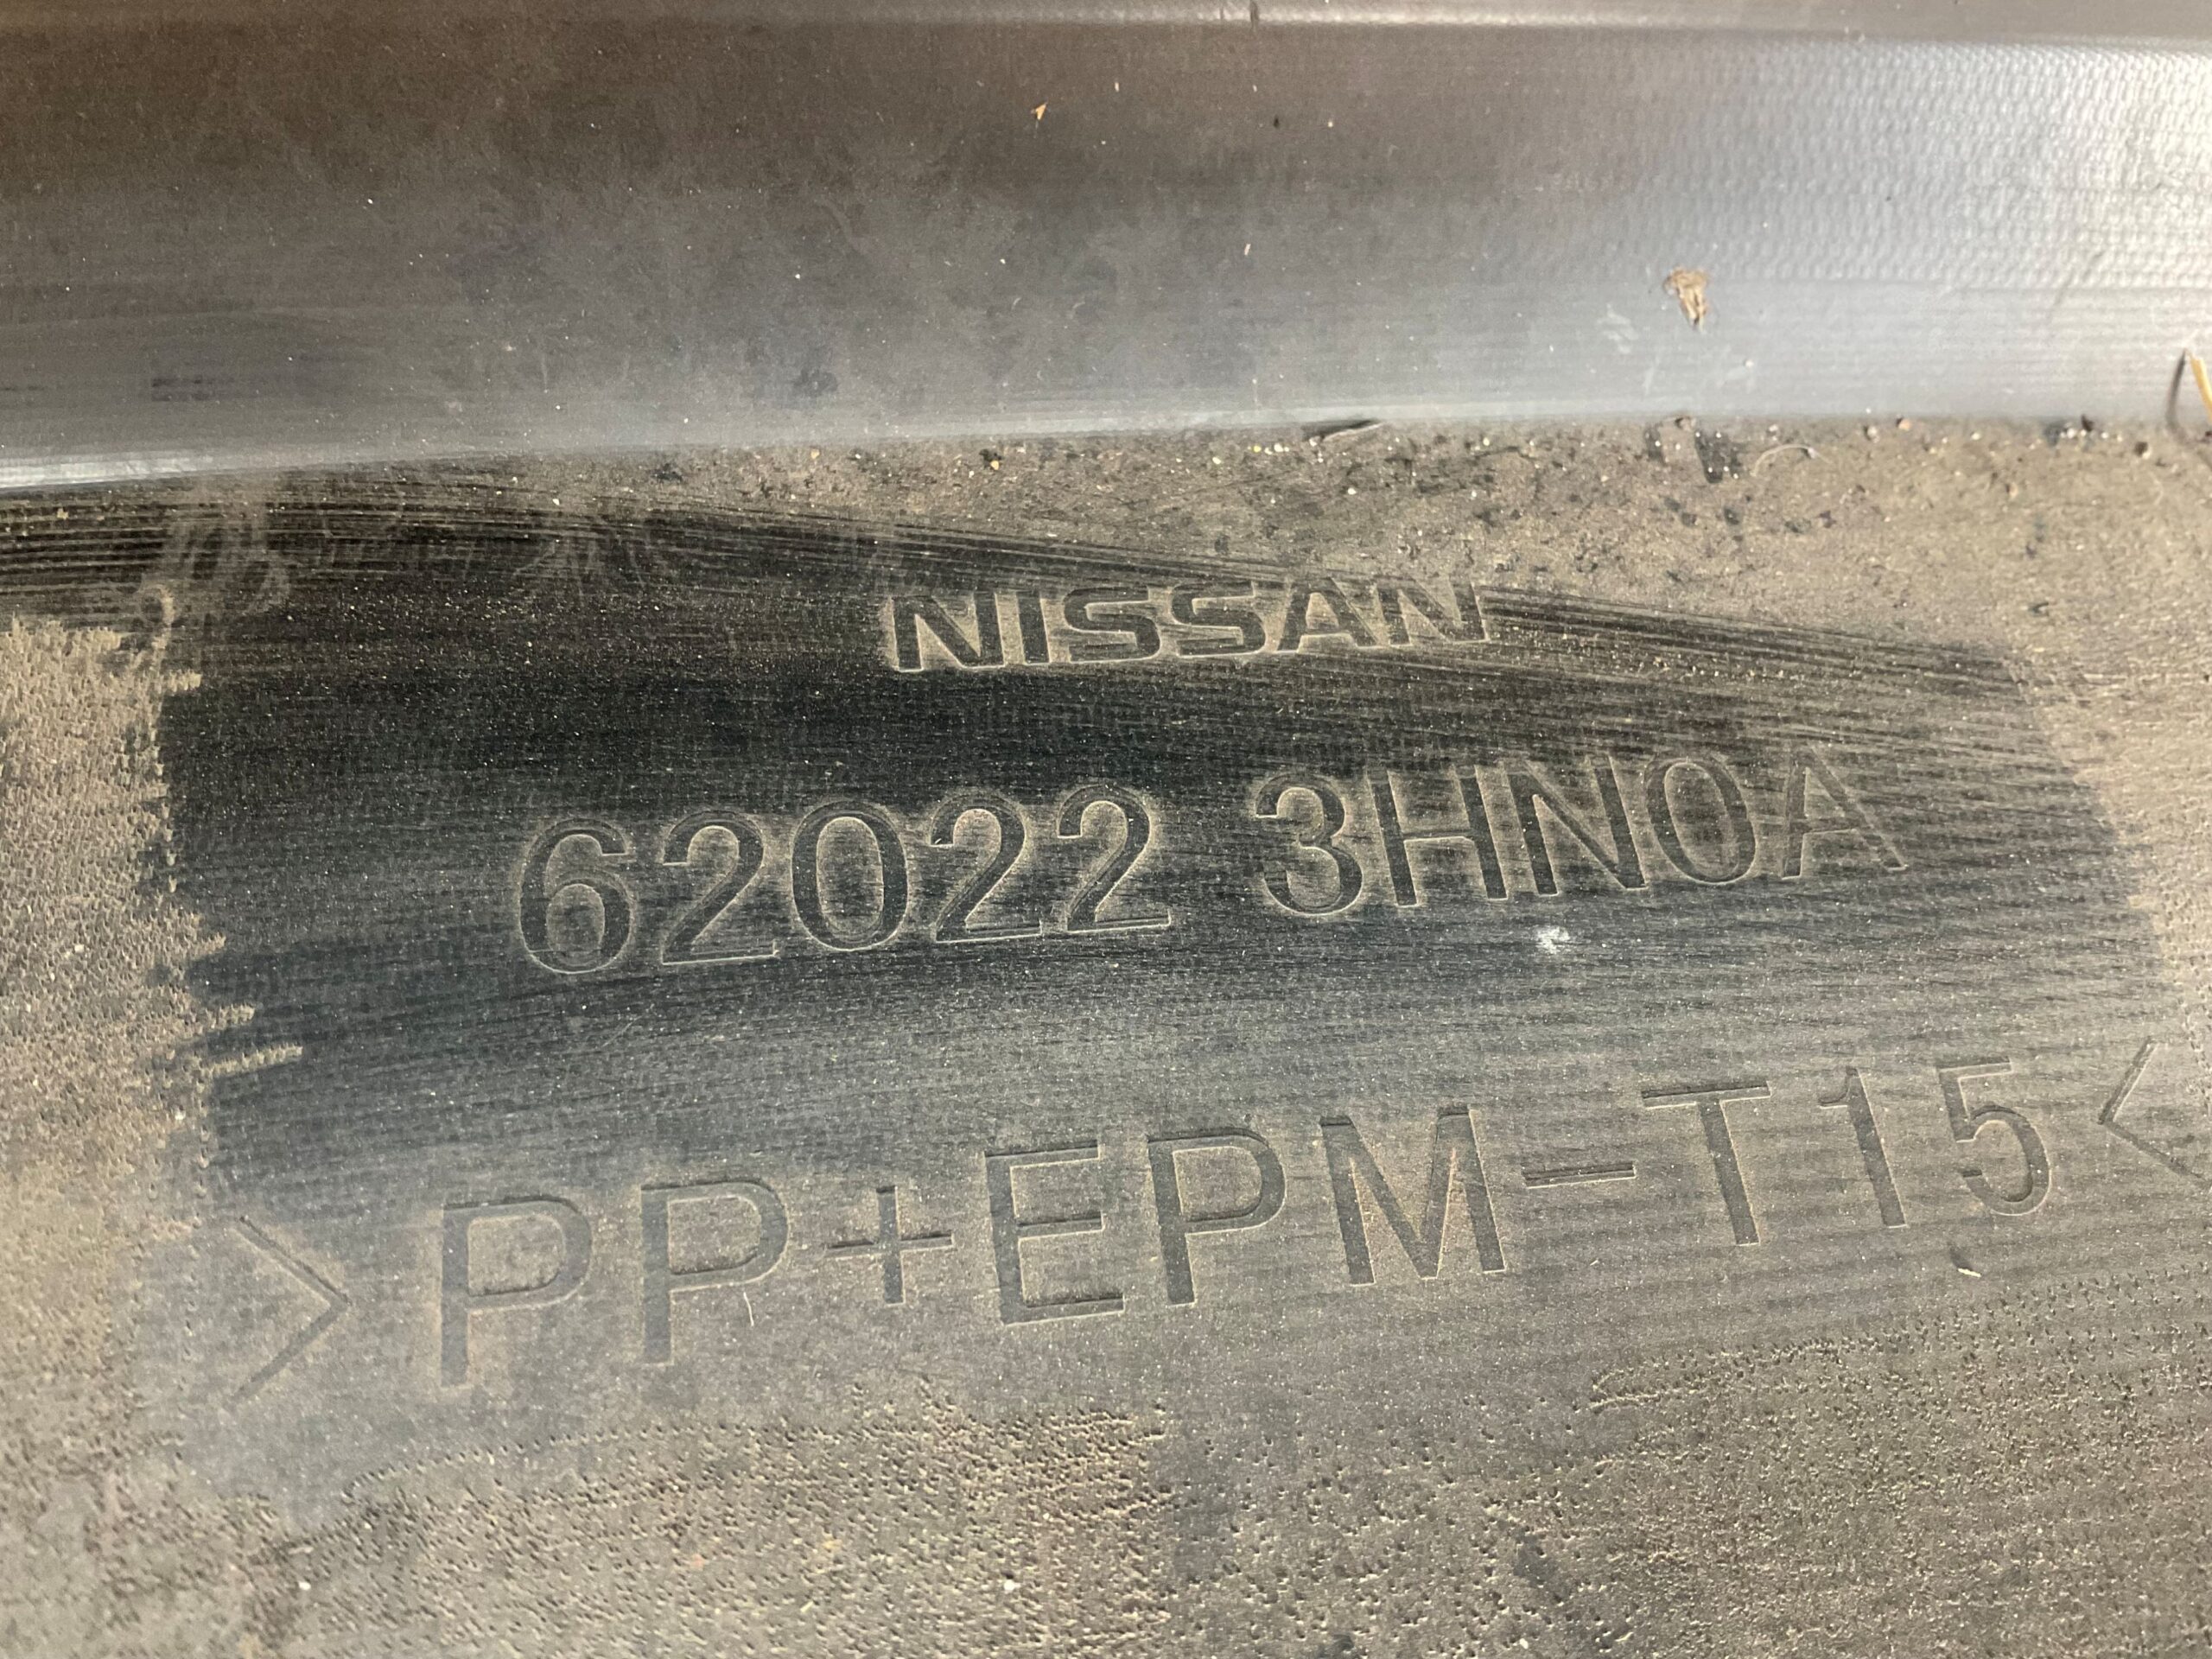 NISSAN
62022 3HN0A
>PP+EPM-T15<